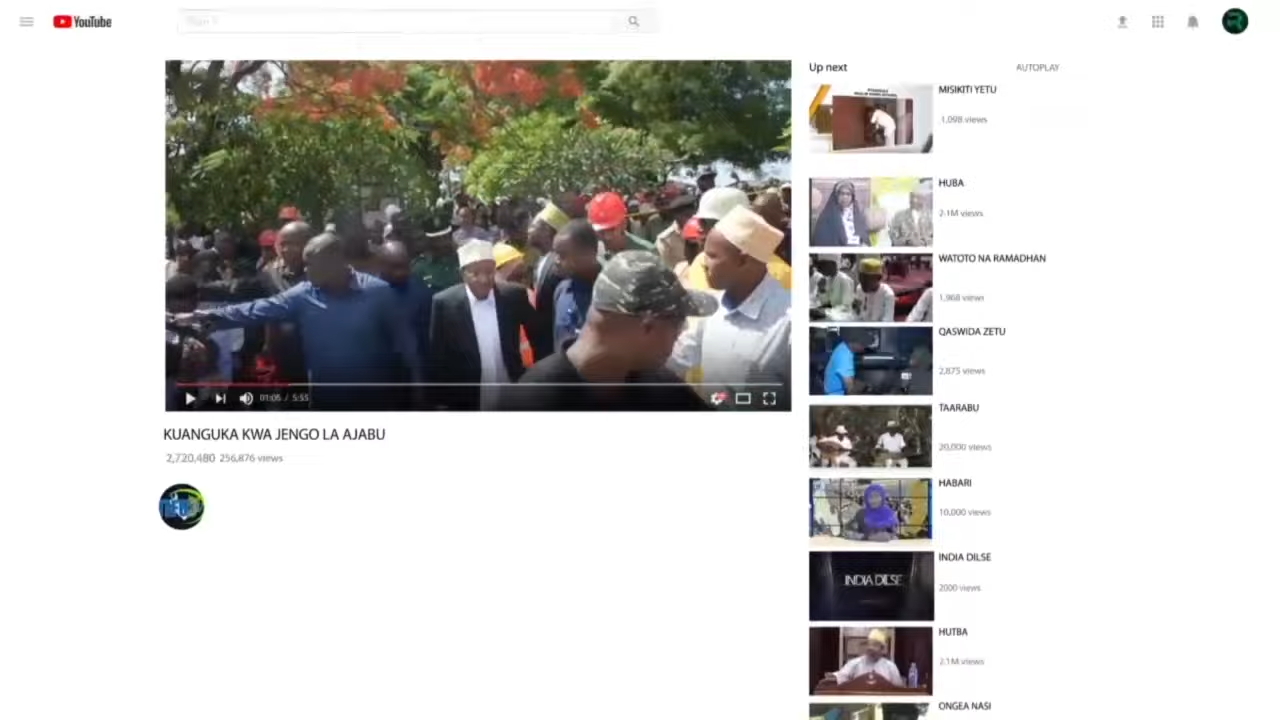 YouTube
Sign Y
01:05 / 5:55
KUANGUKA KWA JENGO LA AJABU
2,720,480 256,876 views
NEWS
Up next
AUTOPLAY
MISIKITI YETU
1,098 views
HUBA
2.1M views
WATOTO NA RAMADHAN
1,968 views
QASWIDA ZETU
2,875 views
TAARABU
20,000 views
HABARI
10,000 views
INDIA DILSE
INDIA DILSE
2000 views
HUTBA
2.1M views
ONGEA NASI